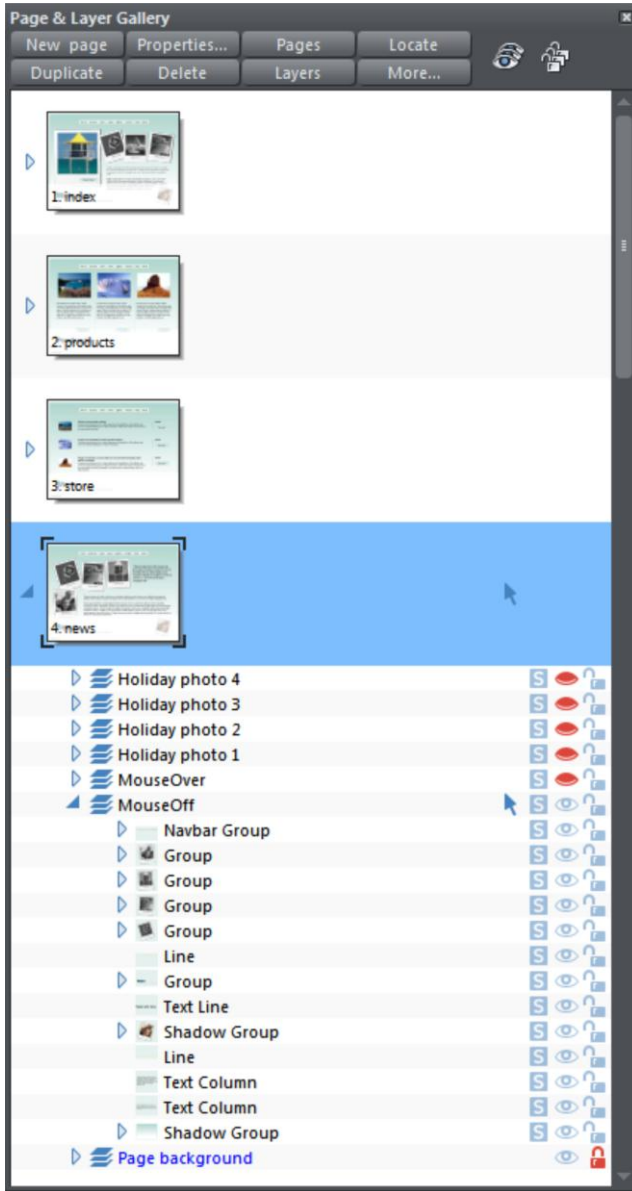 Page & Layer Gallery
New page Properties... Pages Locate
Duplicate Delete Layers More...
1: index
2: products
3: store
4: news
Holiday photo 4 S
Holiday photo 3 S
Holiday photo 2 S
Holiday photo 1 S
MouseOver S
MouseOff S
Navbar Group S
Group S
Group S
Group S
Group S
Line S
Group S
Text Line S
Shadow Group S
Line S
Text Column S
Text Column S
Shadow Group S
Page background